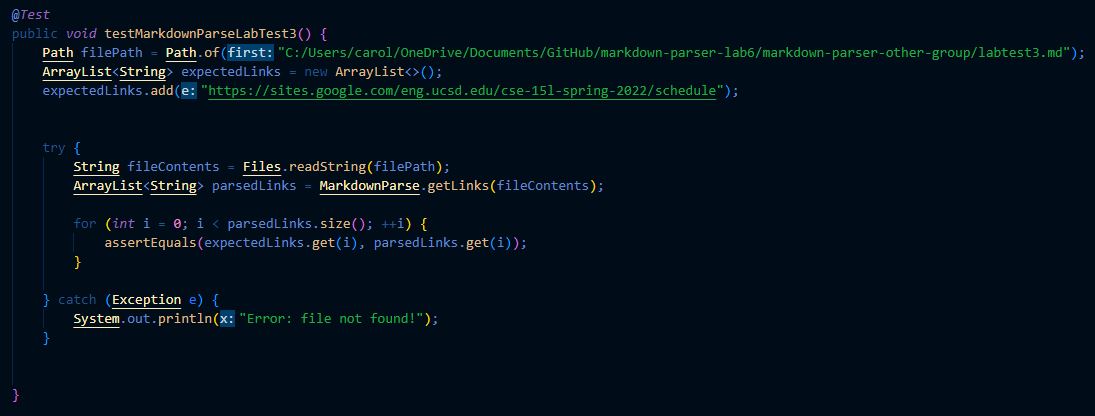 @Test
public void testMarkdownParseLabTest3() {
    Path filePath = Path.of(first: "C:/Users/carol/OneDrive/Documents/GitHub/markdown-parser-lab6/markdown-parser-other-group/labtest3.md");
    ArrayList<String> expectedLinks = new ArrayList<>();
    expectedLinks.add(e: "https://sites.google.com/eng.ucsd.edu/cse-15l-spring-2022/schedule");
    try {
        String fileContents = Files.readString(filePath);
        ArrayList<String> parsedLinks = MarkdownParse.getLinks(fileContents);
        for (int i = 0; i < parsedLinks.size(); ++i) {
            assertEquals(expectedLinks.get(i), parsedLinks.get(i));
        }
    } catch (Exception e) {
        System.out.println(x: "Error: file not found!");
    }
}